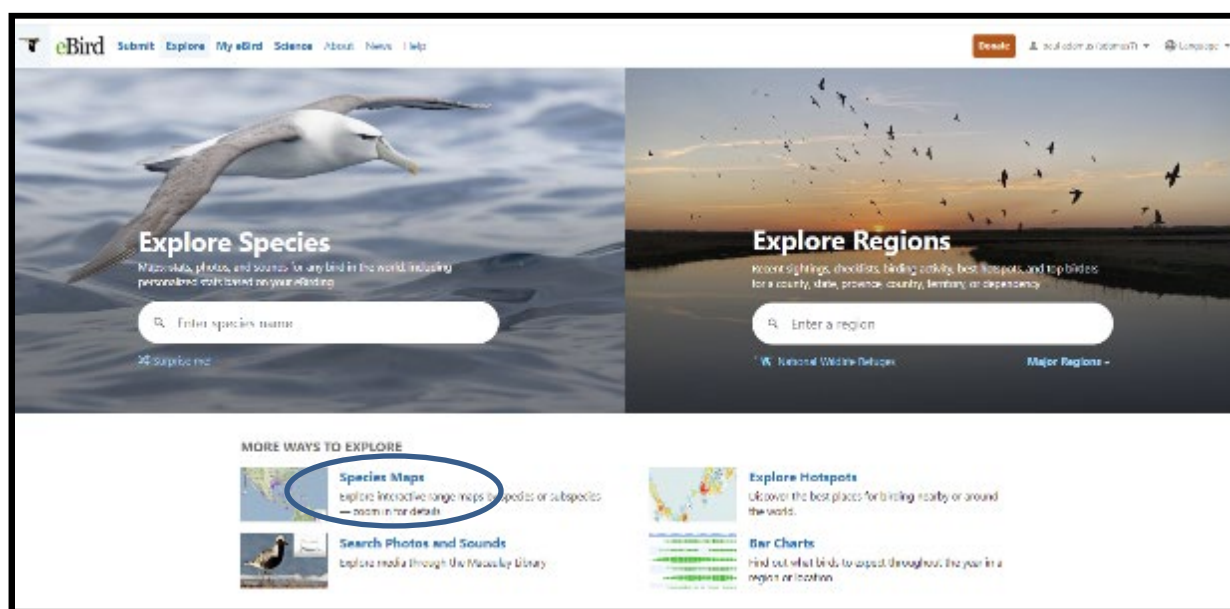 eBird Submit Explore My eBird Science About News Help
Donate Language
Explore Species
Maps, stats, photos, and sounds for any bird in the world, including
personalized stats based on your eBirding
Enter species name
Surprise me!
Explore Regions
Recent sightings, checklists, birding activity, best hotspots, and top birders
for a county, state, province, country, territory, or dependency
Enter a region
National Wildlife Refuges Major Regions
MORE WAYS TO EXPLORE
Species Maps
Explore interactive range maps by species or subspecies
— zoom in for details
Explore Hotspots
Discover the best places for birding nearby or around
the world.
Search Photos and Sounds
Explore media through the Macaulay Library
Bar Charts
Find out what birds to expect throughout the year in a
region or location